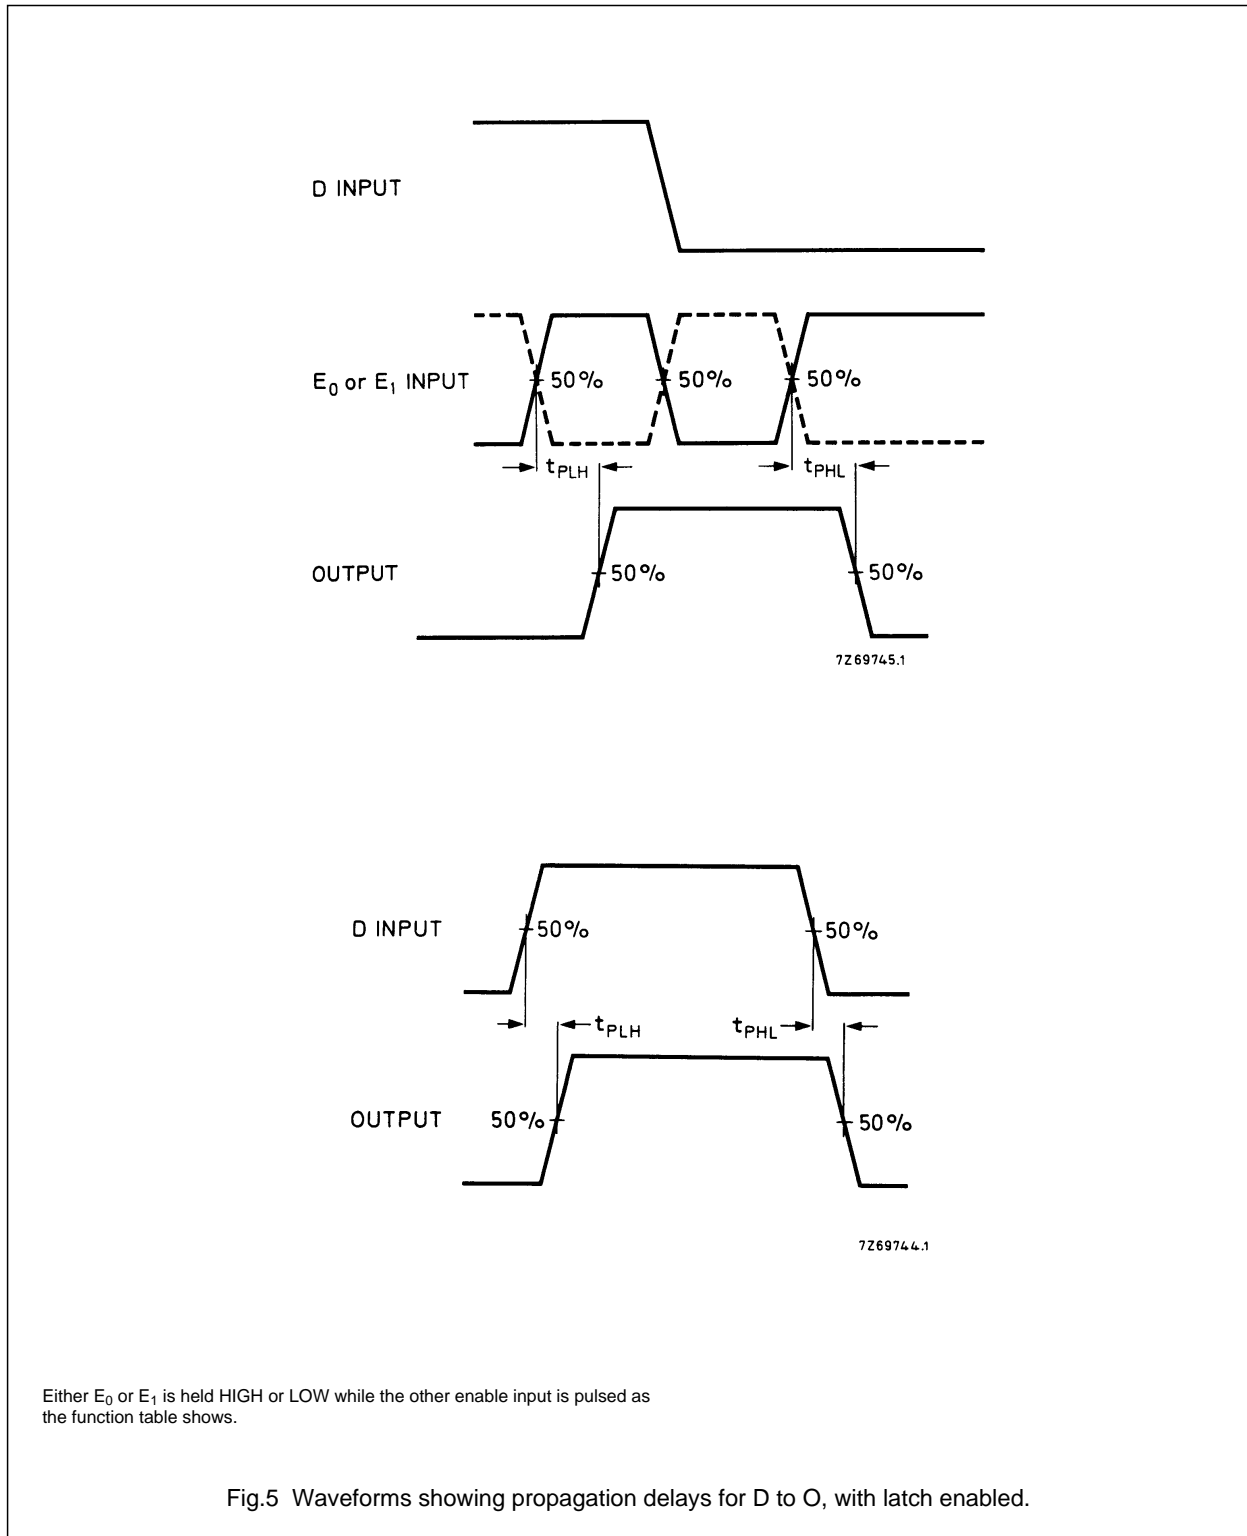 D INPUT
E₀ or E₁ INPUT 50% 50% 50%
tPLH tPHL
OUTPUT 50% 50%
7Z69745.1
D INPUT 50% 50%
tPLH tPHL
OUTPUT 50% 50%
7Z69744.1
Either E₀ or E₁ is held HIGH or LOW while the other enable input is pulsed as
the function table shows.
Fig.5 Waveforms showing propagation delays for D to O, with latch enabled.